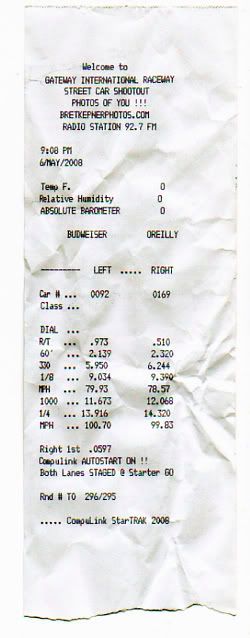 Welcome to
GATEWAY INTERNATIONAL RACEWAY
STREET CAR SHOOTOUT
PHOTOS OF YOU !!!
BRETKEPNERPHOTOS.COM
RADIO STATION 92.7 FM
9:08 PM
6/MAY/2008
Temp F. 0
Relative Humidity 0
ABSOLUTE BAROMETER 0
BUDWEISER OREILLY
--------- LEFT ..... RIGHT
Car # ... 0092 0169
Class ...
DIAL ...
R/T ... .973 .510
60' ... 2.139 2.320
330 ... 5.950 6.244
1/8 ... 9.034 9.390
MPH ... 79.93 78.57
1000 ... 11.673 12.068
1/4 ... 13.916 14.320
MPH ... 100.70 99.83
Right 1st .0597
Compulink AUTOSTART ON !!
Both Lanes STAGED @ Starter GO
Rnd # TO 296/295
..... CompuLink StarTRAK 2008